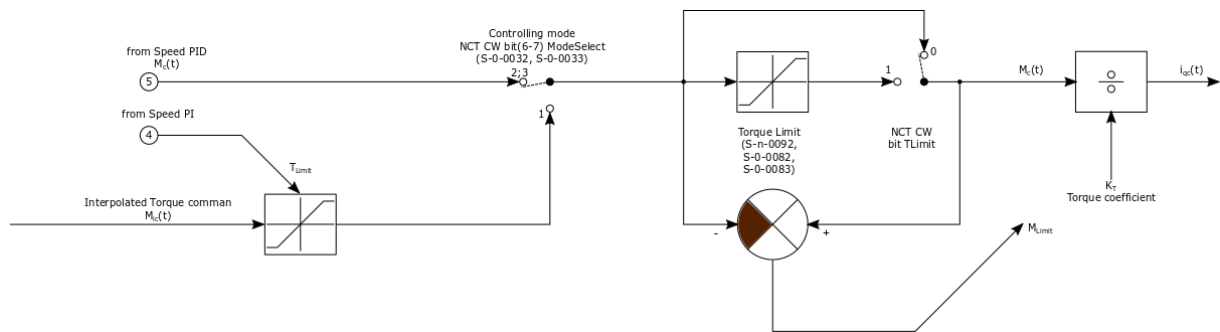 Controlling mode
NCT CW bit(6-7) ModeSelect
(S-0-0032, S-0-0033)
from Speed PID
Mc(t)
5
2;3
0
1
Mc(t)
iqc(t)
from Speed PI
4
1
Torque Limit
(S-n-0092,
S-0-0082,
S-0-0083)
NCT CW
bit TLimit
TLimit
KT
Torque coefficient
Interpolated Torque comman
Mic(t)
-
+
MLimit